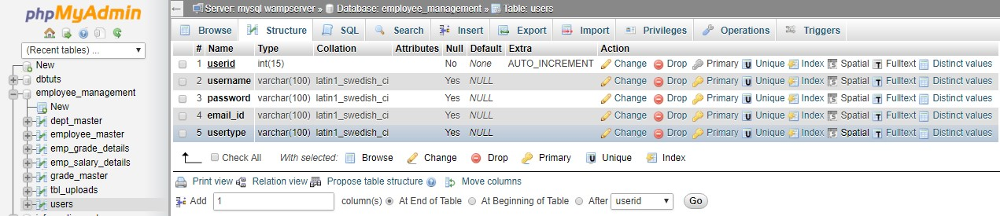 phpMyAdmin
(Recent tables) ...
New
dbtuts
employee_management
New
dept_master
employee_master
emp_grade_details
emp_salary_details
grade_master
tbl_uploads
users
Server: mysql wampserver » Database: employee_management » Table: users
Browse Structure SQL Search Insert Export Import Privileges Operations Triggers
# Name Type Collation Attributes Null Default Extra Action
1 userid int(15) No None AUTO_INCREMENT Change Drop Primary Unique Index Spatial Fulltext Distinct values
2 username varchar(100) latin1_swedish_ci Yes NULL Change Drop Primary Unique Index Spatial Fulltext Distinct values
3 password varchar(100) latin1_swedish_ci Yes NULL Change Drop Primary Unique Index Spatial Fulltext Distinct values
4 email_id varchar(100) latin1_swedish_ci Yes NULL Change Drop Primary Unique Index Spatial Fulltext Distinct values
5 usertype varchar(100) latin1_swedish_ci Yes NULL Change Drop Primary Unique Index Spatial Fulltext Distinct values
Check All With selected: Browse Change Drop Primary Unique Index
Print view Relation view Propose table structure Move columns
Add 1 column(s) At End of Table At Beginning of Table After userid Go